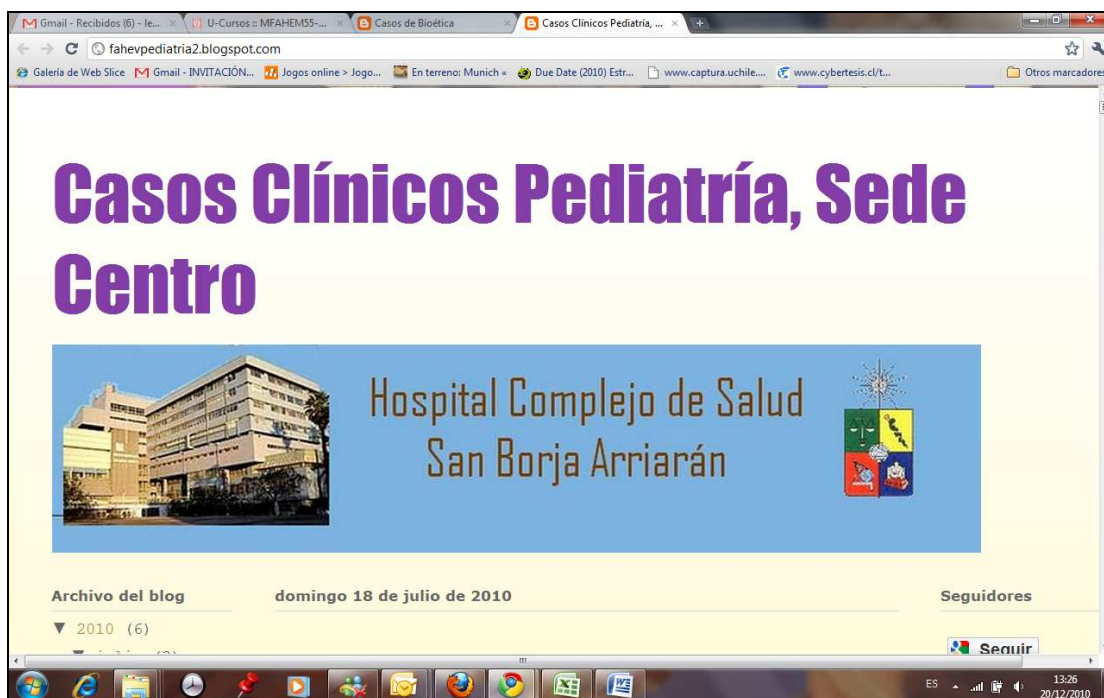 Gmail - Recibidos (6) - le...
U-Cursos :: MFAHEM55-...
Casos de Bioética
Casos Clínicos Pediatría, ...
fahevpediatria2.blogspot.com
Galería de Web Slice
Gmail - INVITACIÓN...
Jogos online > Jogo...
En terreno: Munich «
Due Date (2010) Estr...
www.captura.uchile....
www.cybertesis.cl/t...
Otros marcadores
Casos Clínicos Pediatría, Sede
Centro
Hospital Complejo de Salud
San Borja Arriarán
Archivo del blog
domingo 18 de julio de 2010
Seguidores
▼ 2010 (6)
Seguir
ES
13:26
20/12/2010